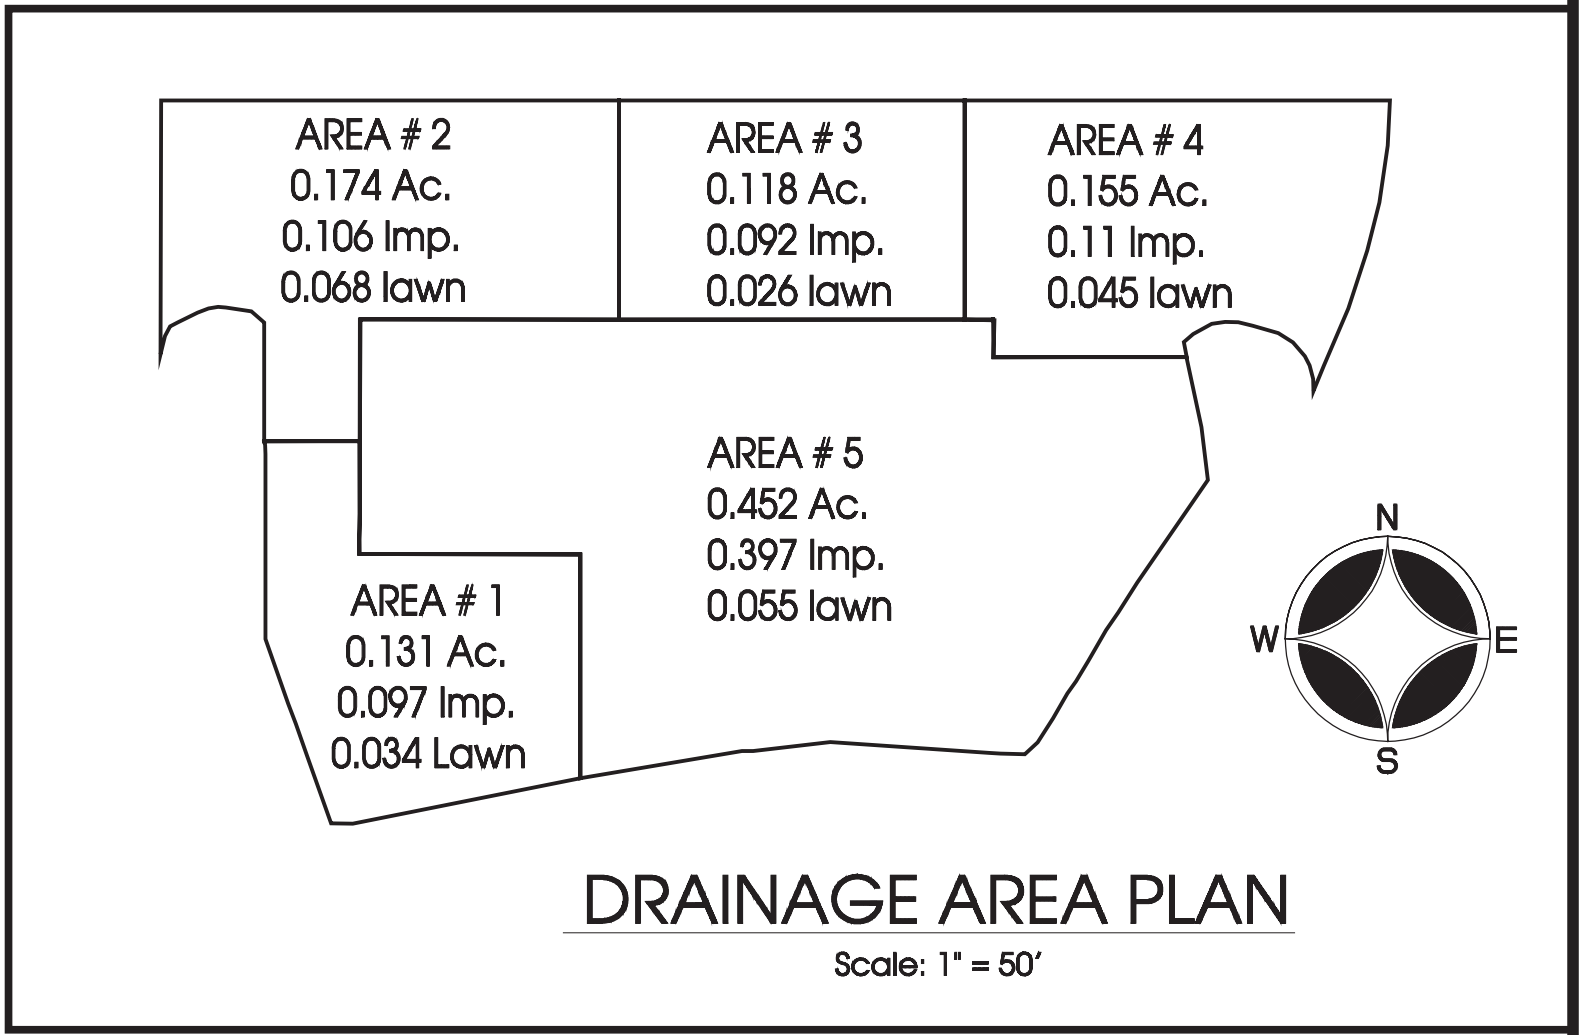 AREA # 2
0.174 Ac.
0.106 Imp.
0.068 lawn
AREA # 3
0.118 Ac.
0.092 Imp.
0.026 lawn
AREA # 4
0.155 Ac.
0.11 Imp.
0.045 lawn
AREA # 5
0.452 Ac.
0.397 Imp.
0.055 lawn
AREA # 1
0.131 Ac.
0.097 Imp.
0.034 Lawn
N
W
E
S
DRAINAGE AREA PLAN
Scale: 1" = 50'